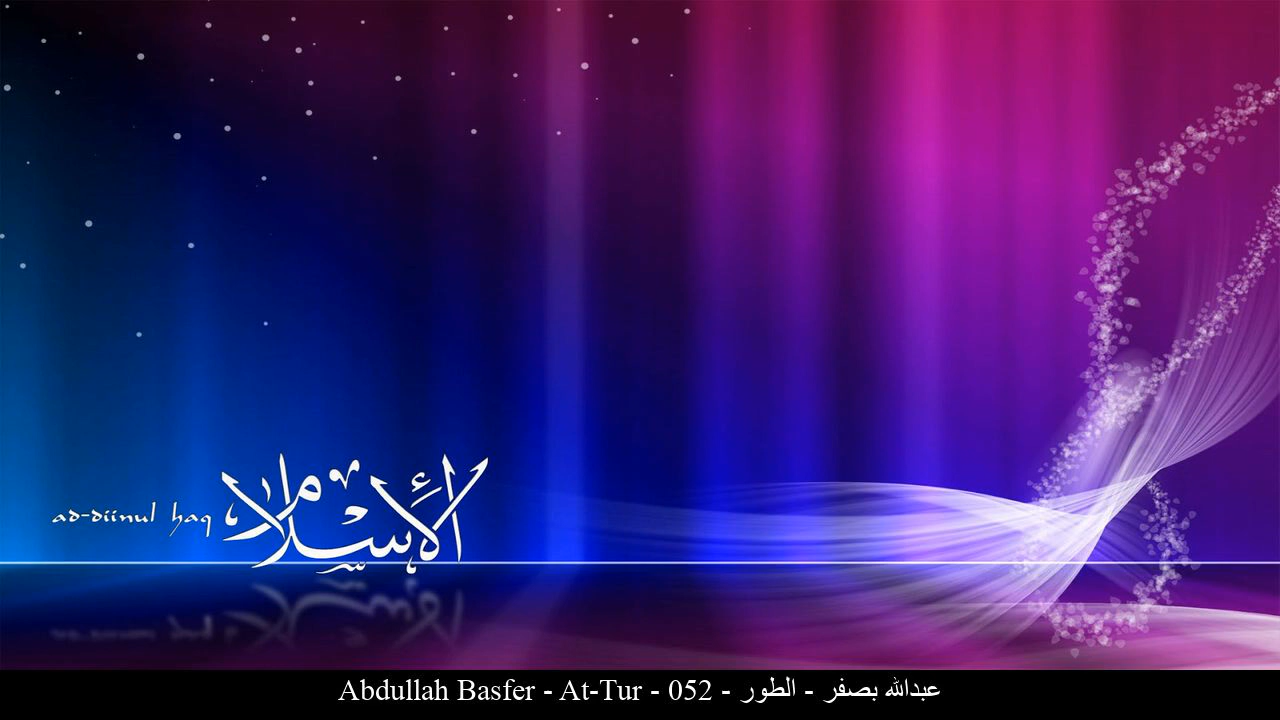 ad-diinul haq
الإسلام
Abdullah Basfer - At-Tur - 052 - عبدالله بصفر - الطور